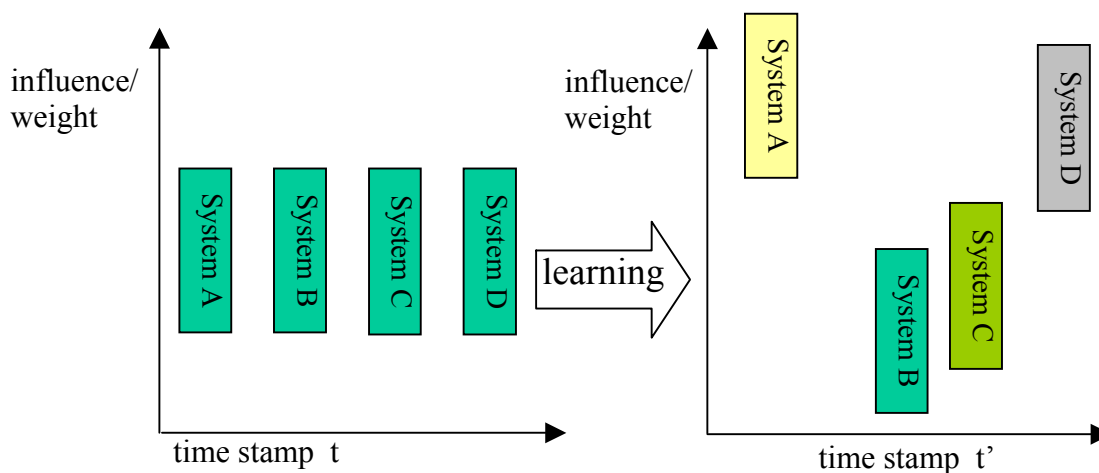 influence/
weight
System A
System B
System C
System D
time stamp t
learning
influence/
weight
System A
System B
System C
System D
time stamp t’